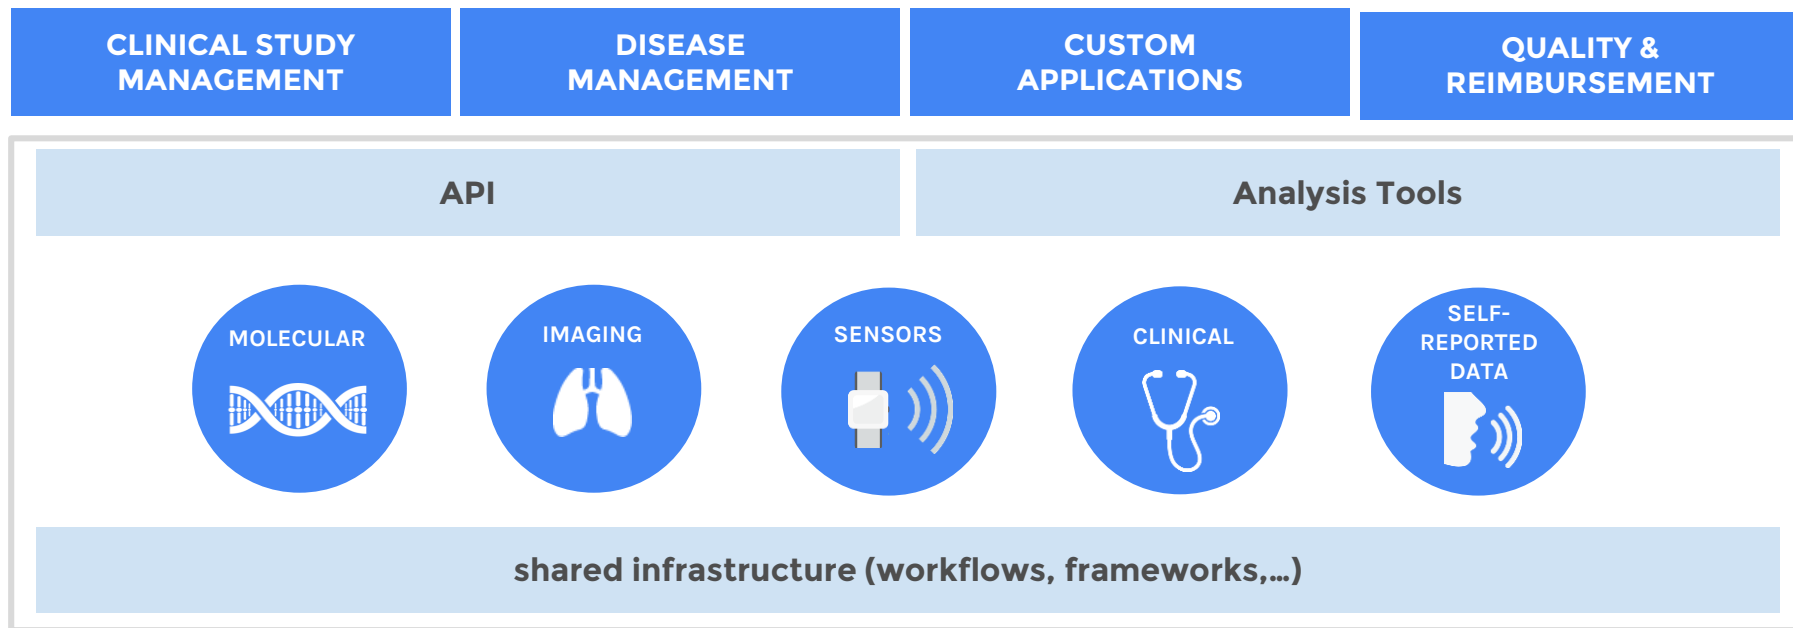 CLINICAL STUDY
MANAGEMENT
DISEASE
MANAGEMENT
CUSTOM
APPLICATIONS
QUALITY &
REIMBURSEMENT
API
Analysis Tools
MOLECULAR
IMAGING
SENSORS
CLINICAL
SELF-
REPORTED
DATA
shared infrastructure (workflows, frameworks,...)